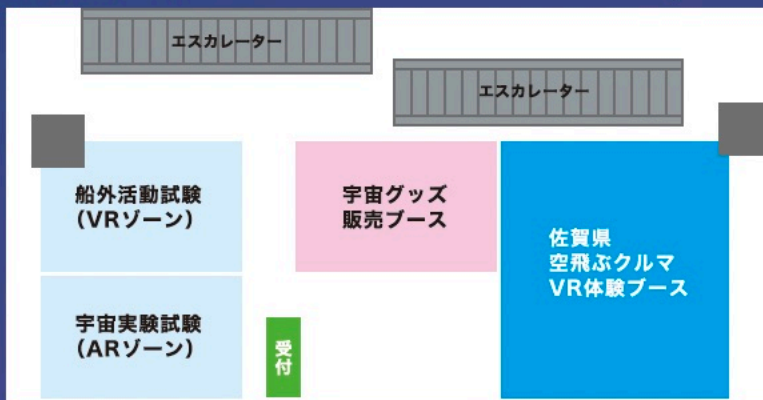 エスカレーター
エスカレーター
船外活動試験
(VRゾーン)
宇宙グッズ
販売ブース
佐賀県
空飛ぶクルマ
VR体験ブース
宇宙実験試験
(ARゾーン)
受付